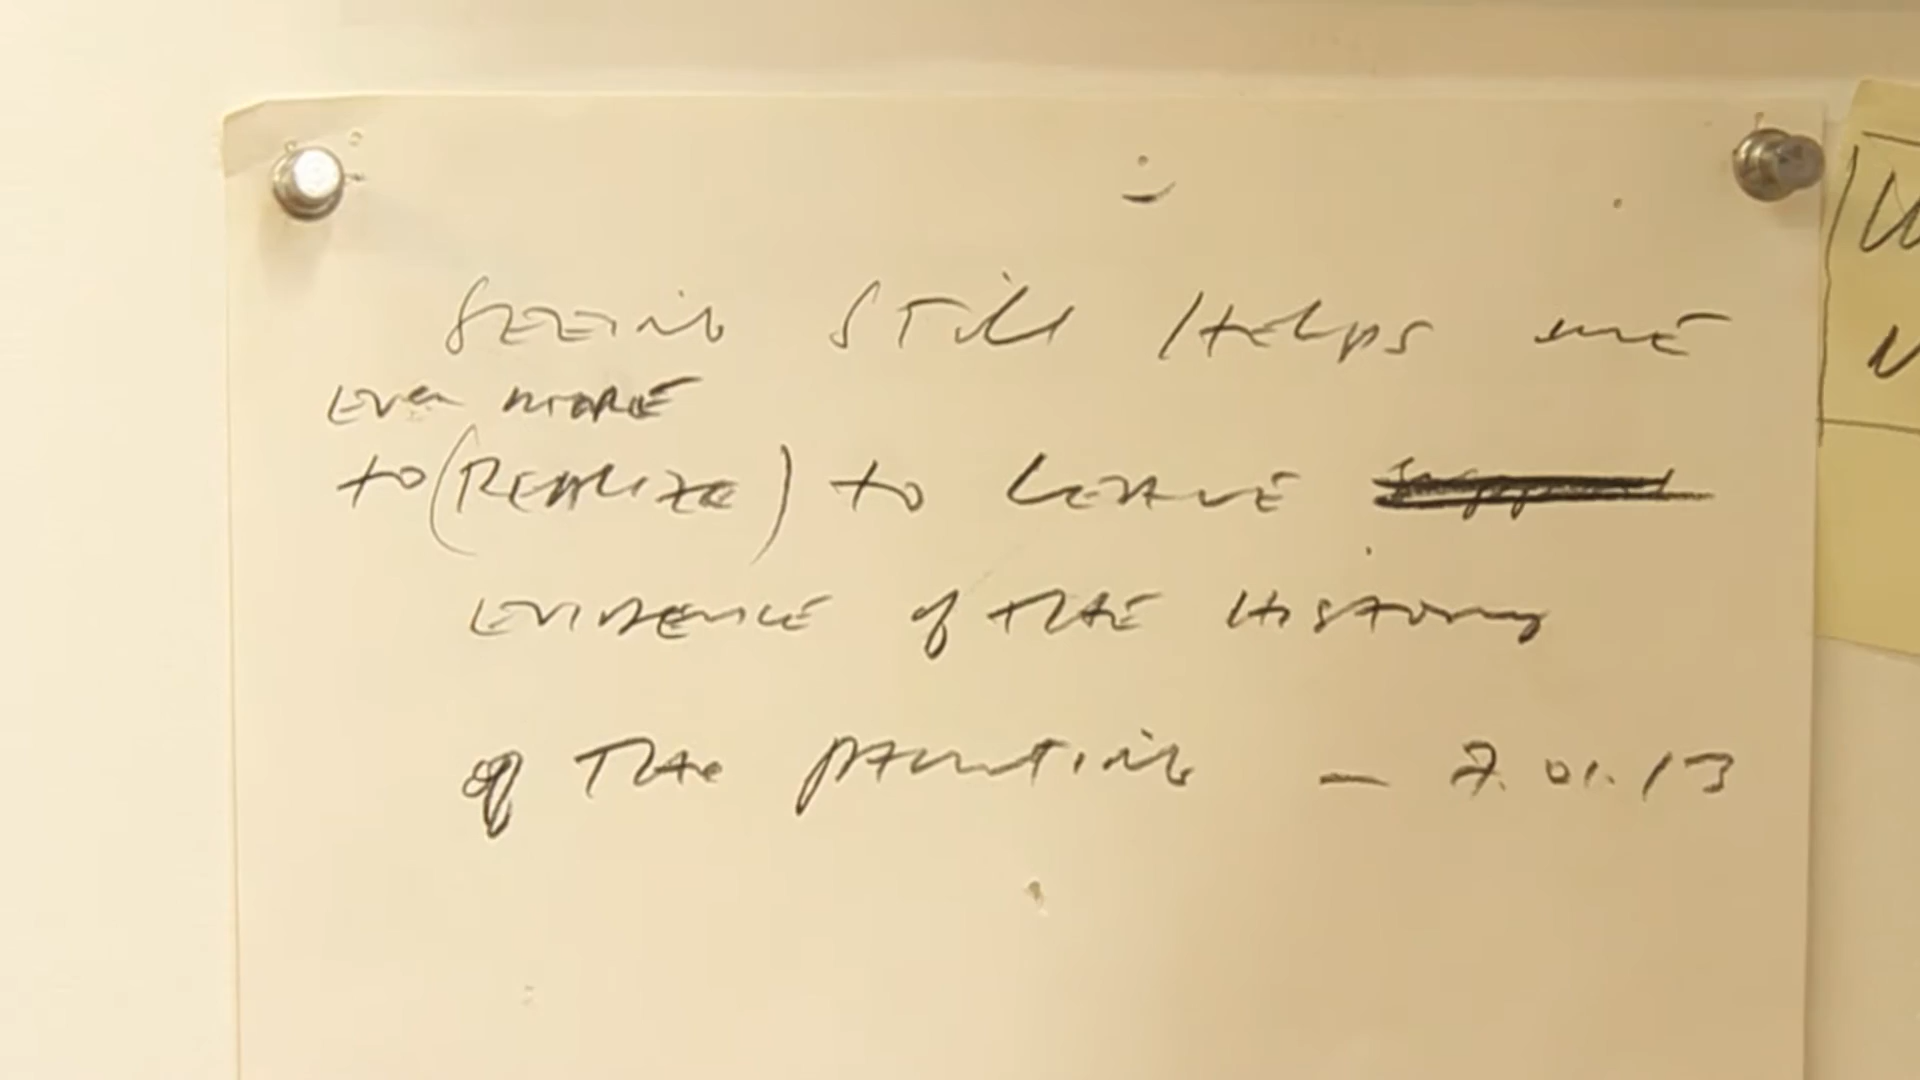 SEEING STill HElps mE
EvEn morE
to (REALizE) to LEAVE
EVIDENCE of THE HISTORY
of THe pAinTing – 7.01.13